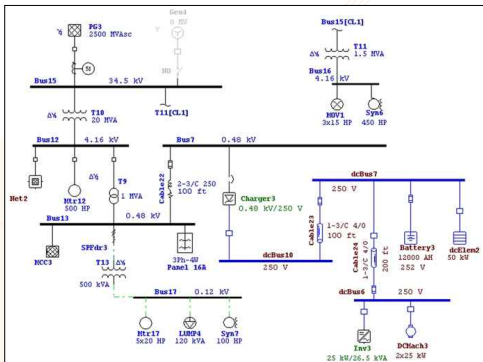 PG3
2500 MVAsc
Gen4
0 MW
NO
Bus15
34.5 kV
T11[CL1]
Bus15[CL1]
T11
1.5 MVA
Bus16
4.16 kV
MOV1
3x15 HP
Syn6
450 HP
T10
20 MVA
Bus12
4.16 kV
Bus7
0.48 kV
Net2
Mtr12
500 HP
T9
1 MVA
Cable22
2-3/C 250
100 ft
Charger3
0.48 kV/250 V
dcBus7
250 V
Cable23
1-3/C 4/0
100 ft
Cable24
1-3/C 4/0
200 ft
Battery3
12000 AH
252 V
dcElem2
50 kW
Bus13
0.48 kV
MCC3
SPFdr3
3Ph-4W
Panel 16A
dcBus10
250 V
T13
500 kVA
dcBus6
250 V
Bus17
0.12 kV
Mtr17
5x20 HP
LUMP4
120 kVA
Syn7
100 HP
Inv3
25 kW/26.5 kVA
DCMach3
2x25 kW